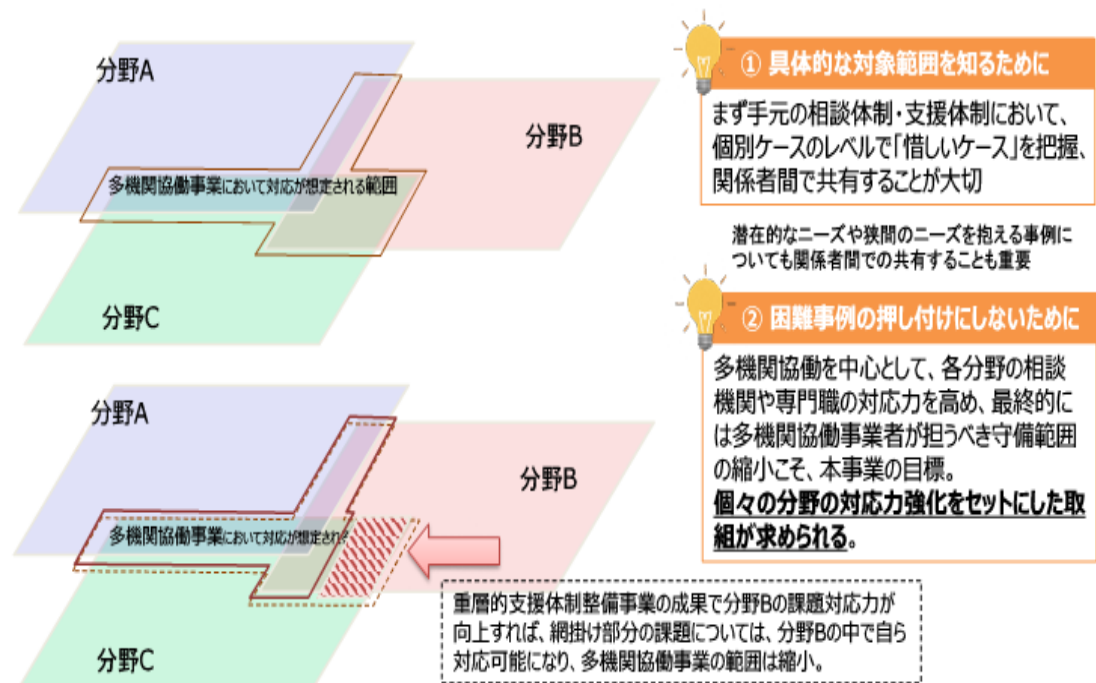 分野A
分野B
多機関協働事業において対応が想定される範囲
分野C
① 具体的な対象範囲を知るために
まず手元の相談体制・支援体制において、
個別ケースのレベルで「惜しいケース」を把握、
関係者間で共有することが大切
潜在的なニーズや狭間のニーズを抱える事例に
ついても関係者間での共有することも重要
② 困難事例の押し付けにしないために
多機関協働を中心として、各分野の相談
機関や専門職の対応力を高め、最終的に
は多機関協働事業者が担うべき守備範囲
の縮小こそ、本事業の目標。
個々の分野の対応力強化をセットにした取
組が求められる。
分野A
分野B
多機関協働事業において対応が想定され
分野C
重層的支援体制整備事業の成果で分野Bの課題対応力が
向上すれば、網掛け部分の課題については、分野Bの中で自ら
対応可能になり、多機関協働事業の範囲は縮小。